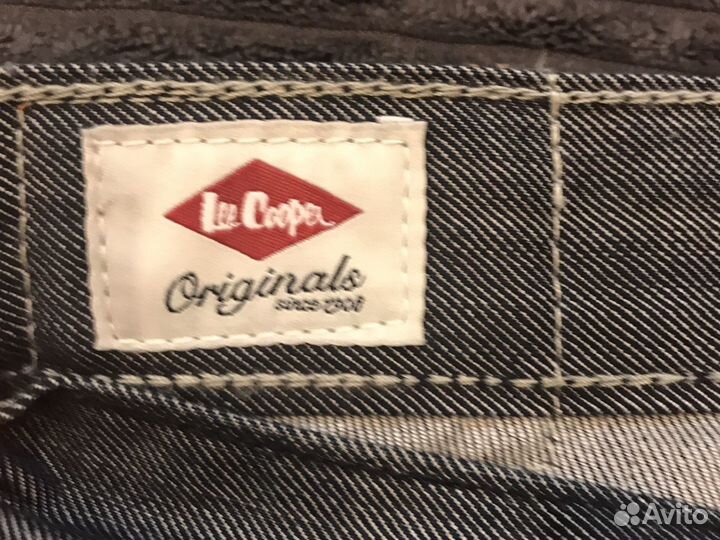 Lee Cooper
Originals
SINCE 1908
Avito